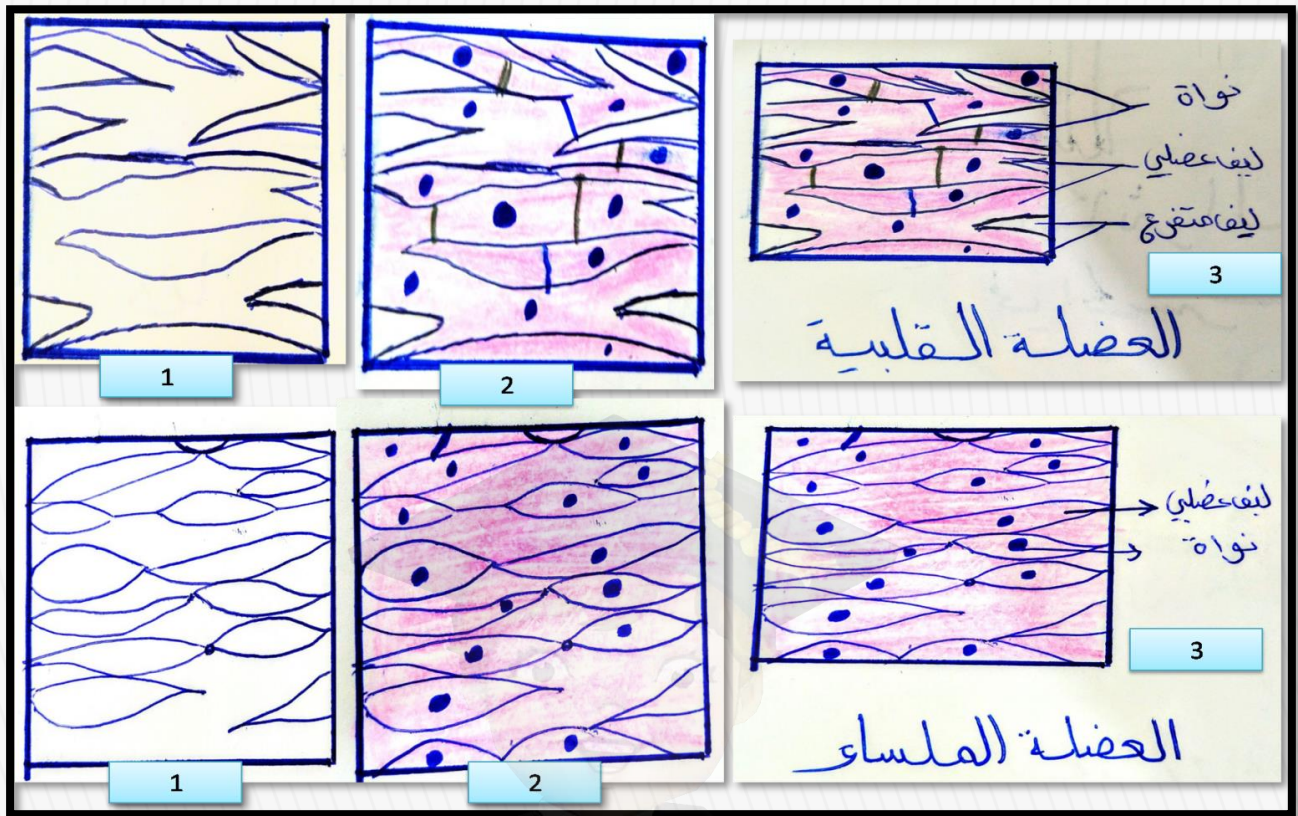 نواة
ليف عضلي
ليف متفرع
3
العضلة القلبية
1
2
ليف عضلي
نواة
3
العضلة الملساء
1
2